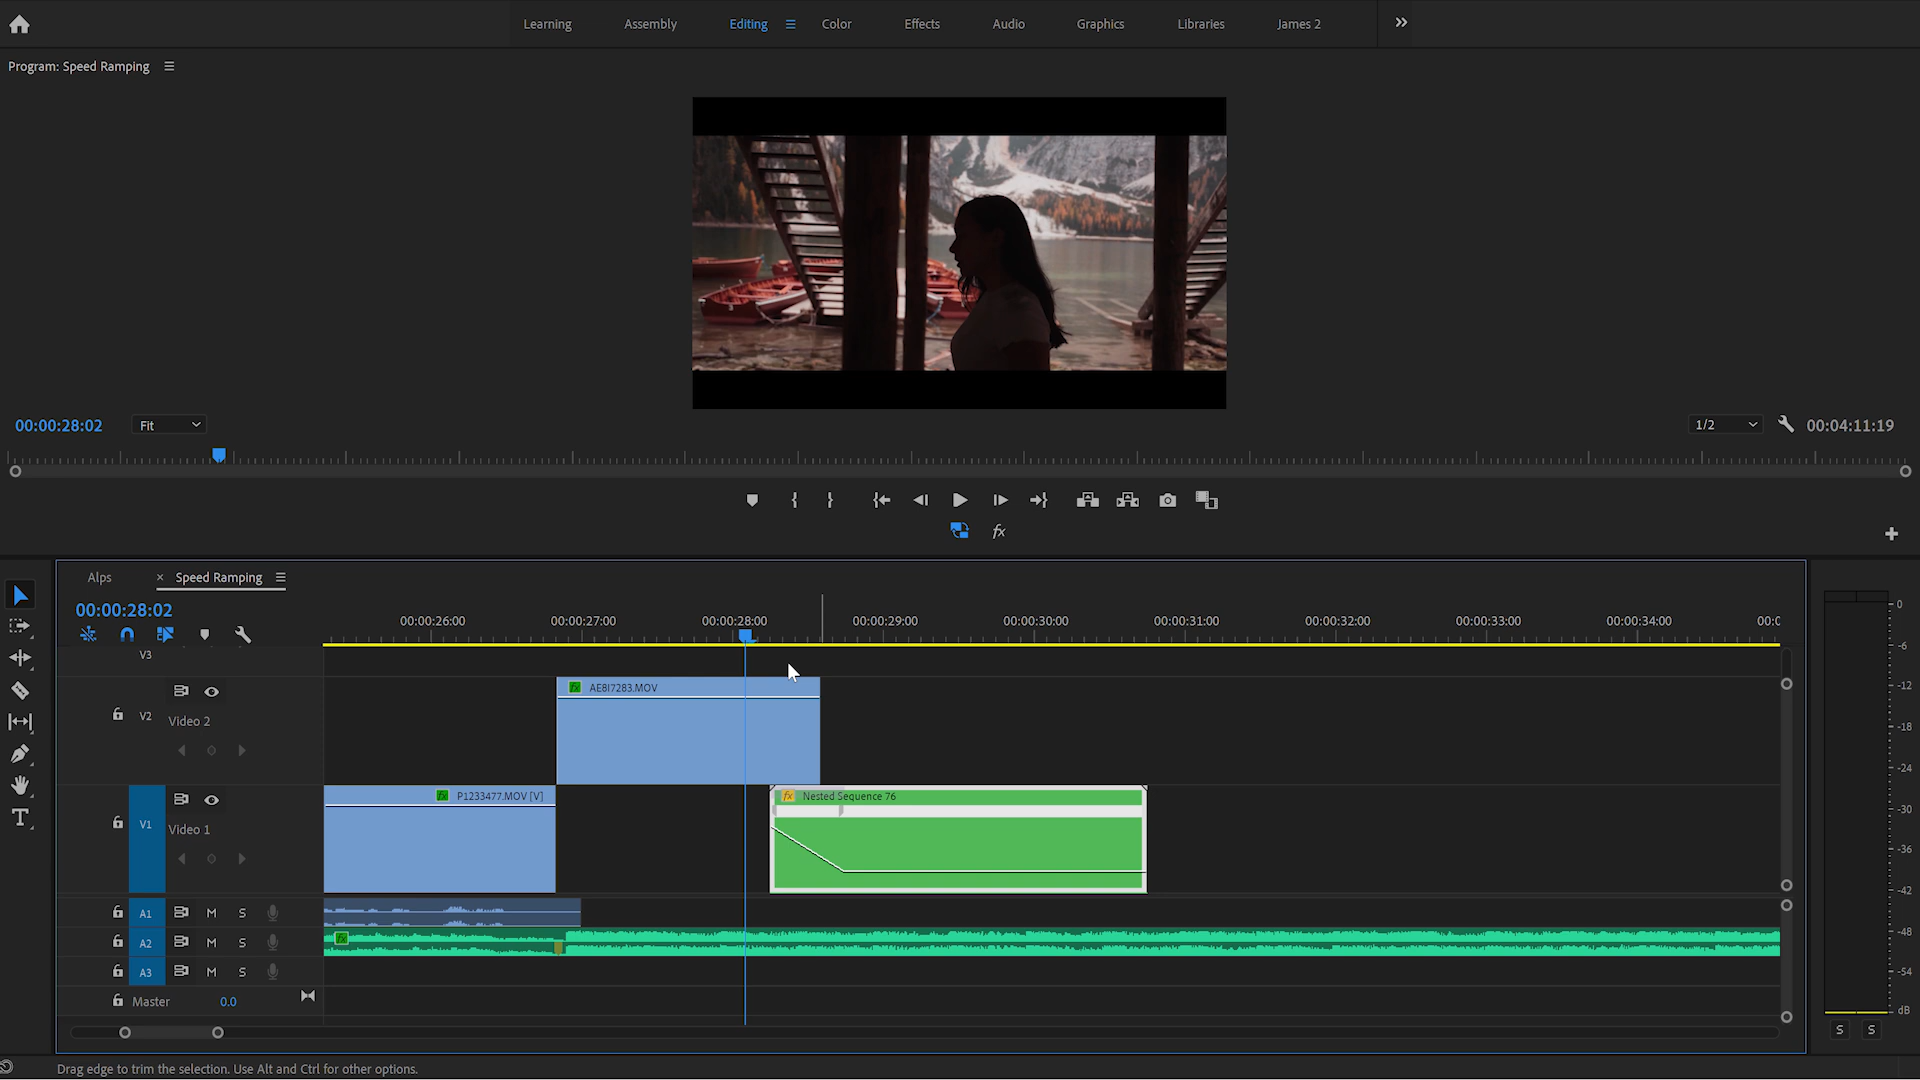 Learning Assembly Editing Color Effects Audio Graphics Libraries James 2
Program: Speed Ramping
00:00:28:02 Fit 1/2 00:04:11:19
fx
Alps × Speed Ramping
00:00:28:02
00:00:26:00 00:00:27:00 00:00:28:00 00:00:29:00 00:00:30:00 00:00:31:00 00:00:32:00 00:00:33:00 00:00:34:00 00:0
V3
fx AE8I7283.MOV
V2 Video 2
fx P1233477.MOV [V]
fx Nested Sequence 76
V1 Video 1
A1 M S
A2 M S
fx
A3 M S
Master 0.0
0
-6
-12
-18
-24
-30
-36
-42
-48
-54
dB
S S
Drag edge to trim the selection. Use Alt and Ctrl for other options.